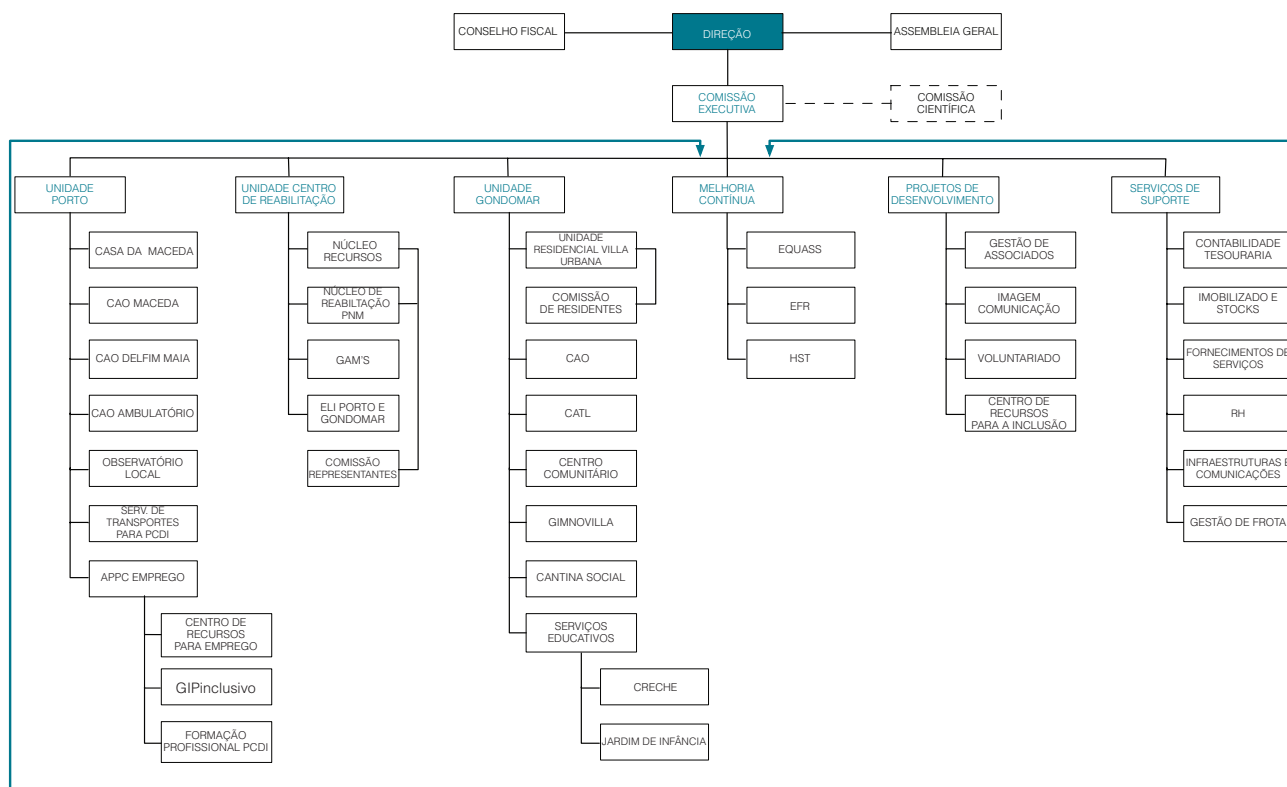 CONSELHO FISCAL
DIREÇÃO
ASSEMBLEIA GERAL
COMISSÃO
EXECUTIVA
COMISSÃO
CIENTÍFICA
UNIDADE
PORTO
UNIDADE CENTRO
DE REABILITAÇÃO
UNIDADE
GONDOMAR
MELHORIA
CONTÍNUA
PROJETOS DE
DESENVOLVIMENTO
SERVIÇOS DE
SUPORTE
CASA DA MACEDA
CAO MACEDA
CAO DELFIM MAIA
CAO AMBULATÓRIO
OBSERVATÓRIO
LOCAL
SERV. DE
TRANSPORTES
PARA PCDI
APPC EMPREGO
CENTRO DE
RECURSOS
PARA EMPREGO
GIPinclusivo
FORMAÇÃO
PROFISSIONAL PCDI
NÚCLEO
RECURSOS
NÚCLEO DE
REABILTAÇÃO
PNM
GAM'S
ELI PORTO E
GONDOMAR
COMISSÃO
REPRESENTANTES
UNIDADE
RESIDENCIAL VILLA
URBANA
COMISSÃO
DE RESIDENTES
CAO
CATL
CENTRO
COMUNITÁRIO
GIMNOVILLA
CANTINA SOCIAL
SERVIÇOS
EDUCATIVOS
CRECHE
JARDIM DE INFÂNCIA
EQUASS
EFR
HST
GESTÃO DE
ASSOCIADOS
IMAGEM
COMUNICAÇÃO
VOLUNTARIADO
CENTRO DE
RECURSOS
PARA A INCLUSÃO
CONTABILIDADE
TESOURARIA
IMOBILIZADO E
STOCKS
FORNECIMENTOS DE
SERVIÇOS
RH
INFRAESTRUTURAS E
COMUNICAÇÕES
GESTÃO DE FROTA